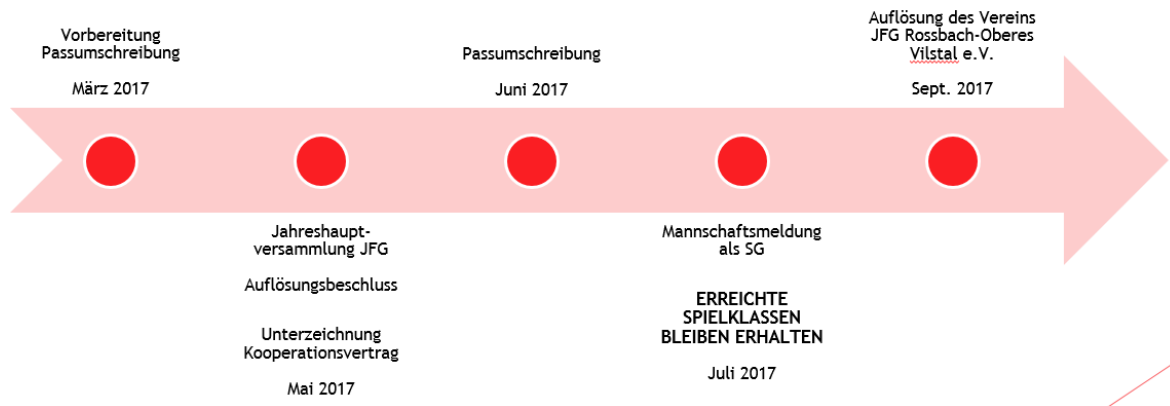 Vorbereitung
Passumschreibung
März 2017
Jahreshaupt-
versammlung JFG
Auflösungsbeschluss
Unterzeichnung
Kooperationsvertrag
Mai 2017
Passumschreibung
Juni 2017
Mannschaftsmeldung
als SG
ERREICHTE
SPIELKLASSEN
BLEIBEN ERHALTEN
Juli 2017
Auflösung des Vereins
JFG Rossbach-Oberes
Vilstal e.V.
Sept. 2017